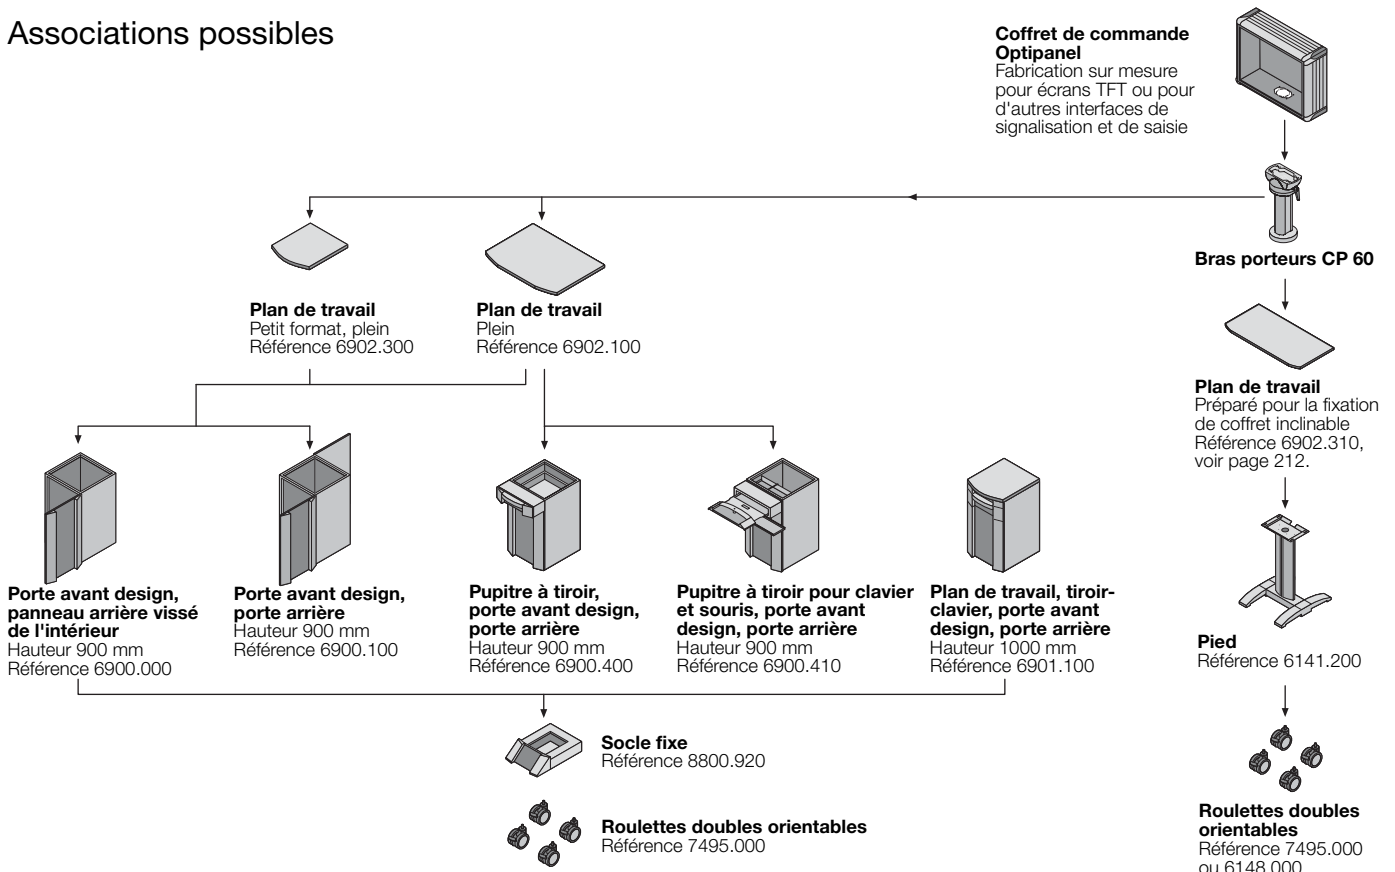 Associations possibles
Coffret de commande
Optipanel
Fabrication sur mesure
pour écrans TFT ou pour
d'autres interfaces de
signalisation et de saisie
Bras porteurs CP 60
Plan de travail
Petit format, plein
Référence 6902.300
Plan de travail
Plein
Référence 6902.100
Plan de travail
Préparé pour la fixation
de coffret inclinable
Référence 6902.310,
voir page 212.
Porte avant design,
panneau arrière vissé
de l'intérieur
Hauteur 900 mm
Référence 6900.000
Porte avant design,
porte arrière
Hauteur 900 mm
Référence 6900.100
Pupitre à tiroir,
porte avant design,
porte arrière
Hauteur 900 mm
Référence 6900.400
Pupitre à tiroir pour clavier
et souris, porte avant
design, porte arrière
Hauteur 900 mm
Référence 6900.410
Plan de travail, tiroir-
clavier, porte avant
design, porte arrière
Hauteur 1000 mm
Référence 6901.100
Pied
Référence 6141.200
Socle fixe
Référence 8800.920
Roulettes doubles orientables
Référence 7495.000
Roulettes doubles
orientables
Référence 7495.000
ou 6148.000